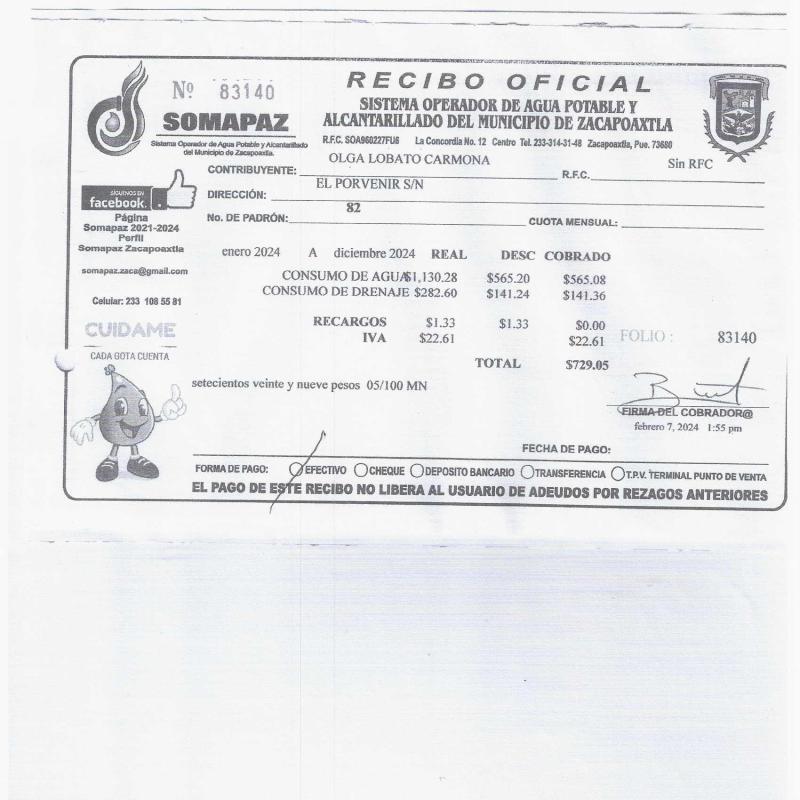 Nº 83140
RECIBO OFICIAL
SISTEMA OPERADOR DE AGUA POTABLE Y
ALCANTARILLADO DEL MUNICIPIO DE ZACAPOAXTLA
SOMAPAZ
Sistema Operador de Agua Potable y Alcantarillado
del Municipio de Zacapoaxtla.
R.F.C. SOA960227FU6 La Concordia No. 12 Centro Tel. 233-314-31-48 Zacapoaxtla, Pue. 73680
OLGA LOBATO CARMONA
CONTRIBUYENTE: R.F.C. Sin RFC
EL PORVENIR S/N
DIRECCIÓN:
82
No. DE PADRÓN: CUOTA MENSUAL:
SIGUENOS EN
facebook.
Página
Somapaz 2021-2024
Perfil
Somapaz Zacapoaxtla
somapaz.zaca@gmail.com
Celular: 233 108 55 81
CUIDAME
CADA GOTA CUENTA
enero 2024 A diciembre 2024 REAL DESC COBRADO
CONSUMO DE AGUA $1,130.28 $565.20 $565.08
CONSUMO DE DRENAJE $282.60 $141.24 $141.36
RECARGOS $1.33 $1.33 $0.00
IVA $22.61 $22.61
FOLIO : 83140
TOTAL $729.05
setecientos veinte y nueve pesos 05/100 MN
FIRMA DEL COBRADOR@
febrero 7, 2024 1:55 pm
FECHA DE PAGO:
FORMA DE PAGO: EFECTIVO CHEQUE DEPOSITO BANCARIO TRANSFERENCIA T.P.V. TERMINAL PUNTO DE VENTA
EL PAGO DE ESTE RECIBO NO LIBERA AL USUARIO DE ADEUDOS POR REZAGOS ANTERIORES